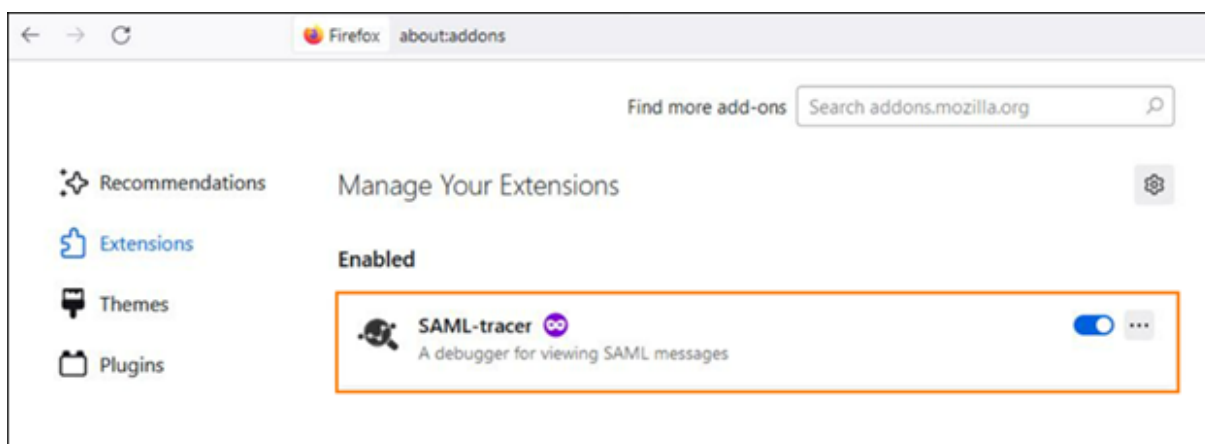 Firefox about:addons
Find more add-ons Search addons.mozilla.org
Recommendations
Manage Your Extensions
Extensions
Enabled
Themes
SAML-tracer
A debugger for viewing SAML messages
Plugins